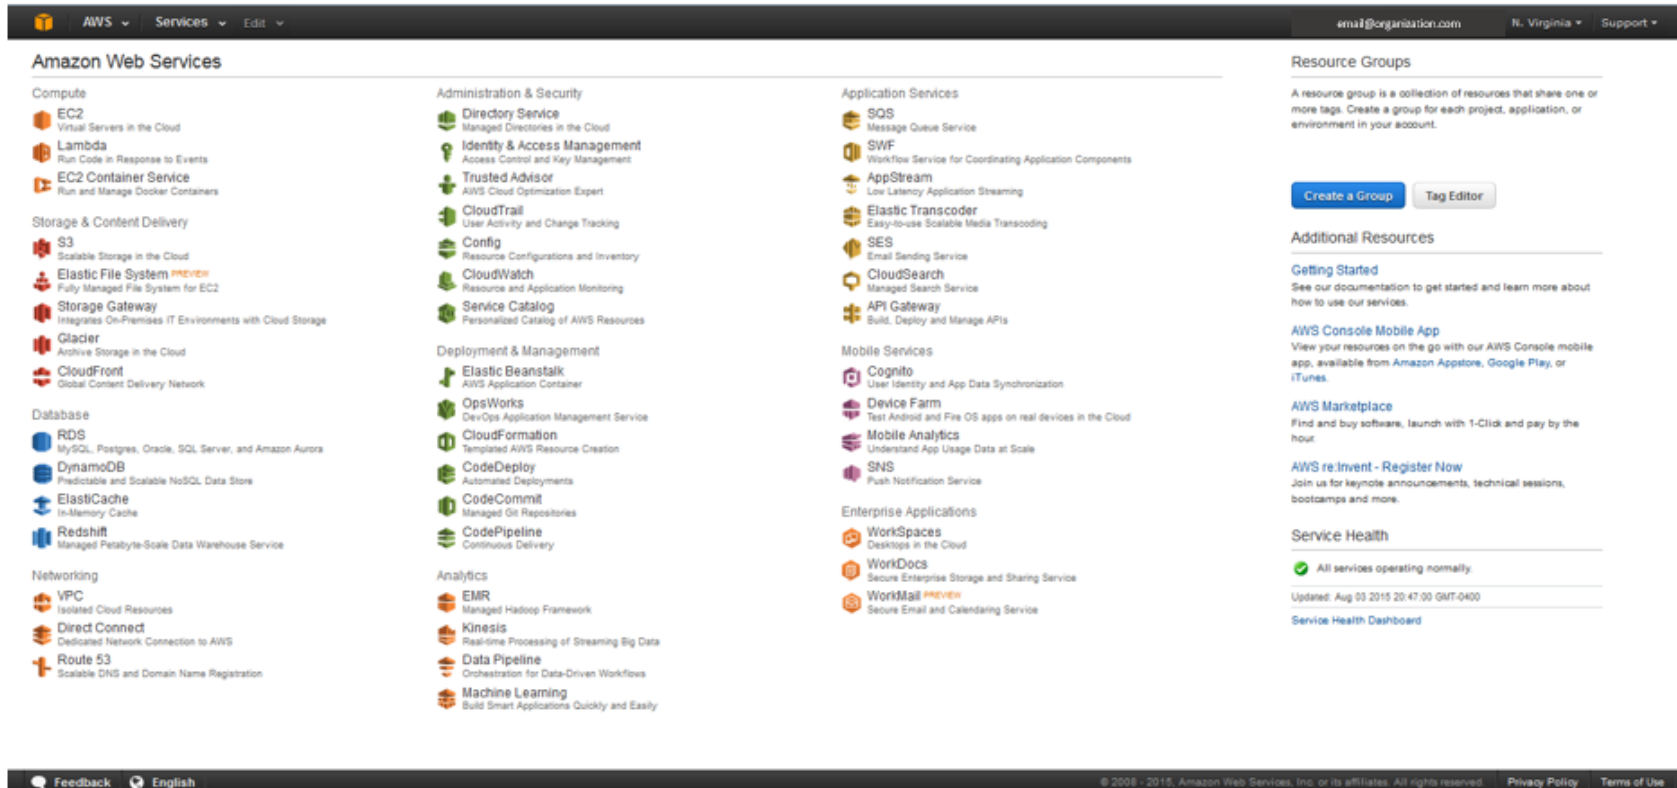 AWS Services Edit email@organization.com N. Virginia Support
Amazon Web Services
Compute
EC2
Virtual Servers in the Cloud
Lambda
Run Code in Response to Events
EC2 Container Service
Run and Manage Docker Containers
Storage & Content Delivery
S3
Scalable Storage in the Cloud
Elastic File System PREVIEW
Fully Managed File System for EC2
Storage Gateway
Integrates On-Premises IT Environments with Cloud Storage
Glacier
Archive Storage in the Cloud
CloudFront
Global Content Delivery Network
Database
RDS
MySQL, Postgres, Oracle, SQL Server, and Amazon Aurora
DynamoDB
Predictable and Scalable NoSQL Data Store
ElastiCache
In-Memory Cache
Redshift
Managed Petabyte-Scale Data Warehouse Service
Networking
VPC
Isolated Cloud Resources
Direct Connect
Dedicated Network Connection to AWS
Route 53
Scalable DNS and Domain Name Registration
Administration & Security
Directory Service
Managed Directories in the Cloud
Identity & Access Management
Access Control and Key Management
Trusted Advisor
AWS Cloud Optimization Expert
CloudTrail
User Activity and Change Tracking
Config
Resource Configurations and Inventory
CloudWatch
Resource and Application Monitoring
Service Catalog
Personalized Catalog of AWS Resources
Deployment & Management
Elastic Beanstalk
AWS Application Container
OpsWorks
DevOps Application Management Service
CloudFormation
Templated AWS Resource Creation
CodeDeploy
Automated Deployments
CodeCommit
Managed Git Repositories
CodePipeline
Continuous Delivery
Analytics
EMR
Managed Hadoop Framework
Kinesis
Real-time Processing of Streaming Big Data
Data Pipeline
Orchestration for Data-Driven Workflows
Machine Learning
Build Smart Applications Quickly and Easily
Application Services
SQS
Message Queue Service
SWF
Workflow Service for Coordinating Application Components
AppStream
Low Latency Application Streaming
Elastic Transcoder
Easy-to-use Scalable Media Transcoding
SES
Email Sending Service
CloudSearch
Managed Search Service
API Gateway
Build, Deploy and Manage APIs
Mobile Services
Cognito
User Identity and App Data Synchronization
Device Farm
Test Android and Fire OS apps on real devices in the Cloud
Mobile Analytics
Understand App Usage Data at Scale
SNS
Push Notification Service
Enterprise Applications
WorkSpaces
Desktops in the Cloud
WorkDocs
Secure Enterprise Storage and Sharing Service
WorkMail PREVIEW
Secure Email and Calendaring Service
Resource Groups
A resource group is a collection of resources that share one or
more tags. Create a group for each project, application, or
environment in your account.
Create a Group Tag Editor
Additional Resources
Getting Started
See our documentation to get started and learn more about
how to use our services.
AWS Console Mobile App
View your resources on the go with our AWS Console mobile
app, available from Amazon Appstore, Google Play, or
iTunes.
AWS Marketplace
Find and buy software, launch with 1-Click and pay by the
hour.
AWS re:Invent - Register Now
Join us for keynote announcements, technical sessions,
bootcamps and more.
Service Health
All services operating normally.
Updated: Aug 03 2015 20:47:00 GMT-0400
Service Health Dashboard
Feedback English © 2008 - 2015, Amazon Web Services, Inc. or its affiliates. All rights reserved. Privacy Policy Terms of Use